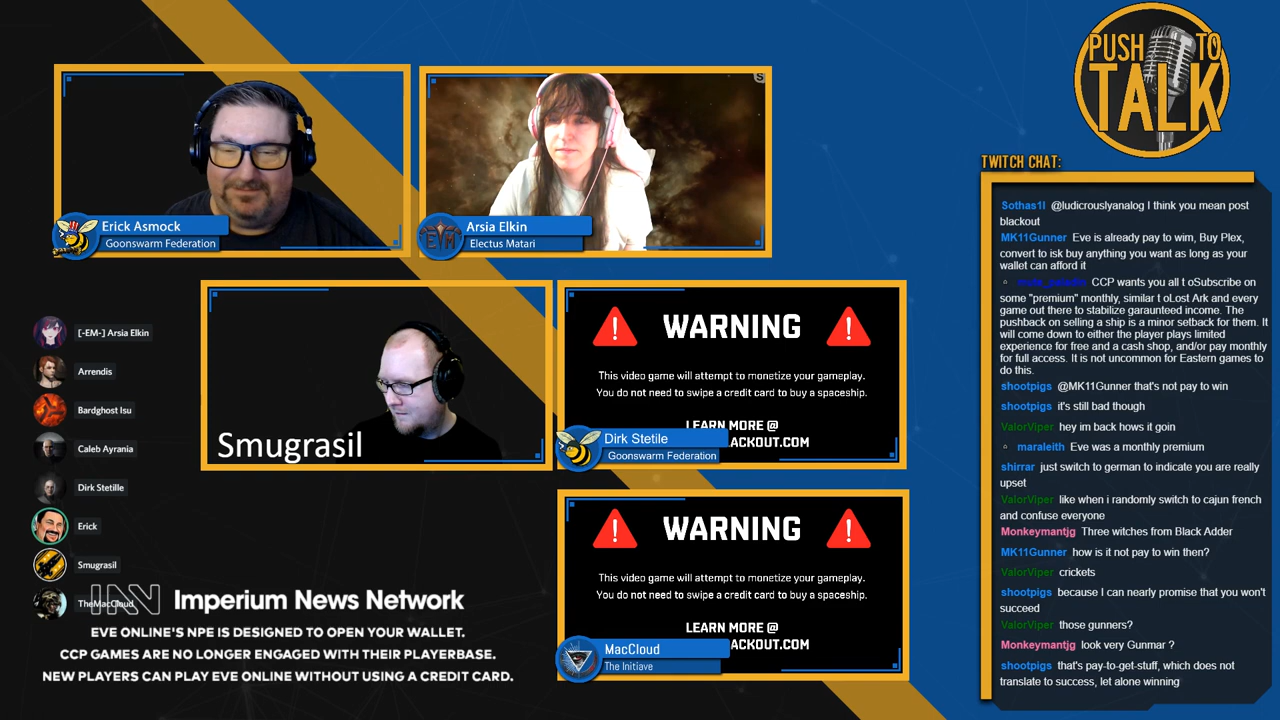 PUSH TO
TALK
TWITCH CHAT:
Erick Asmock
Goonswarm Federation
Arsia Elkin
Electus Matari
EM
S
Smugrasil
WARNING
This video game will attempt to monetize your gameplay.
You do not need to swipe a credit card to buy a spaceship.
LEARN MORE @
ACKOUT.COM
Dirk Stetile
Goonswarm Federation
WARNING
This video game will attempt to monetize your gameplay.
You do not need to swipe a credit card to buy a spaceship.
LEARN MORE @
ACKOUT.COM
MacCloud
The Initiave
[-EM-] Arsia Elkin
Arrendis
Bardghost Isu
Caleb Ayrania
Dirk Stetille
Erick
Smugrasil
TheMacCloud
INN Imperium News Network
EVE ONLINE'S NPE IS DESIGNED TO OPEN YOUR WALLET.
CCP GAMES ARE NO LONGER ENGAGED WITH THEIR PLAYERBASE.
NEW PLAYERS CAN PLAY EVE ONLINE WITHOUT USING A CREDIT CARD.
Sothas1l @ludicrouslyanalog I think you mean post
blackout
MK11Gunner Eve is already pay to wim, Buy Plex,
convert to isk buy anything you want as long as your
wallet can afford it
CCP wants you all t oSubscribe on
some "premium" monthly, similar t oLost Ark and every
game out there to stabilize garaunteed income. The
pushback on selling a ship is a minor setback for them. It
will come down to either the player plays limited
experience for free and a cash shop, and/or pay monthly
for full access. It is not uncommon for Eastern games to
do this.
shootpigs @MK11Gunner that's not pay to win
shootpigs it's still bad though
ValorViper hey im back hows it goin
maraleith Eve was a monthly premium
shirrar just switch to german to indicate you are really
upset
ValorViper like when i randomly switch to cajun french
and confuse everyone
Monkeymantjg Three witches from Black Adder
MK11Gunner how is it not pay to win then?
ValorViper crickets
shootpigs because I can nearly promise that you won't
succeed
ValorViper those gunners?
Monkeymantjg look very Gunmar ?
shootpigs that's pay-to-get-stuff, which does not
translate to success, let alone winning